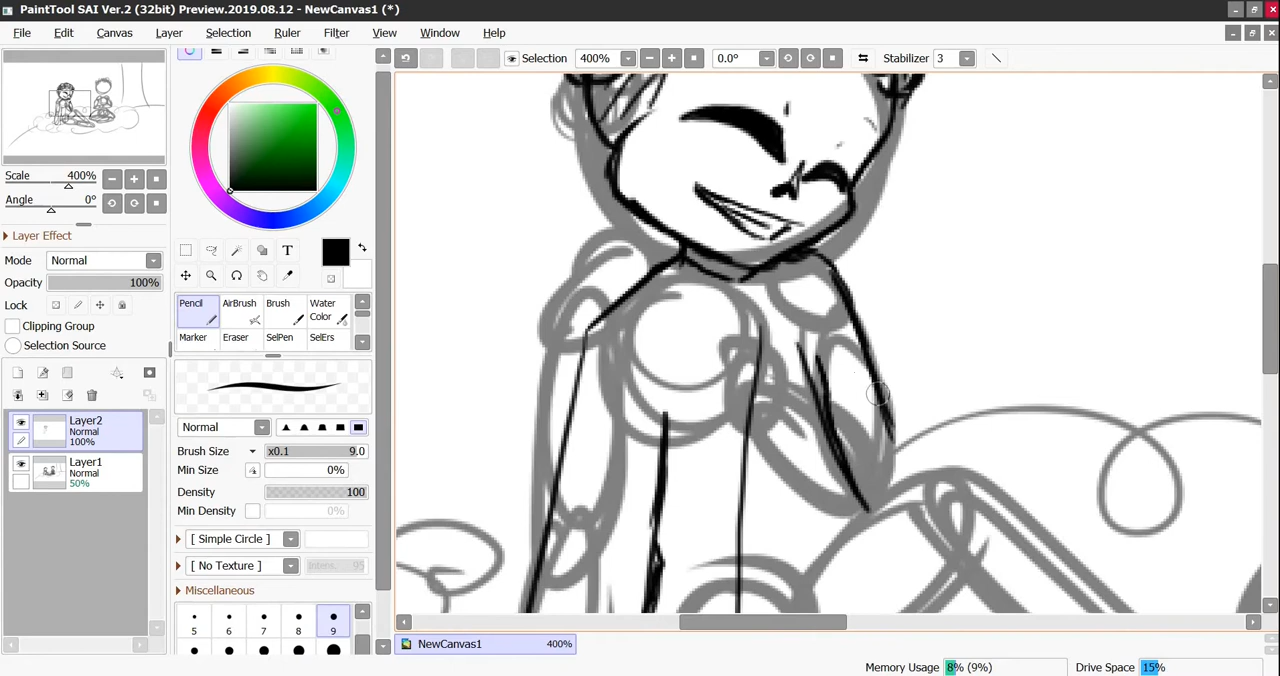 PaintTool SAI Ver.2 (32bit) Preview.2019.08.12 - NewCanvas1 (*)
File Edit Canvas Layer Selection Ruler Filter View Window Help
Selection 400% 0.0º Stabilizer 3
Scale 400%
Angle 0º
Layer Effect
Mode Normal
Opacity 100%
Lock
Clipping Group
Selection Source
Layer2
Normal
100%
Layer1
Normal
50%
T
Pencil AirBrush Brush Water Color
Marker Eraser SelPen SelErs
Normal
Brush Size x0.1 9.0
Min Size 0%
Density 100
Min Density 0%
[ Simple Circle ]
[ No Texture ] Intens. 95
Miscellaneous
5 6 7 8 9
NewCanvas1 400%
Memory Usage 8% (9%) Drive Space 15%